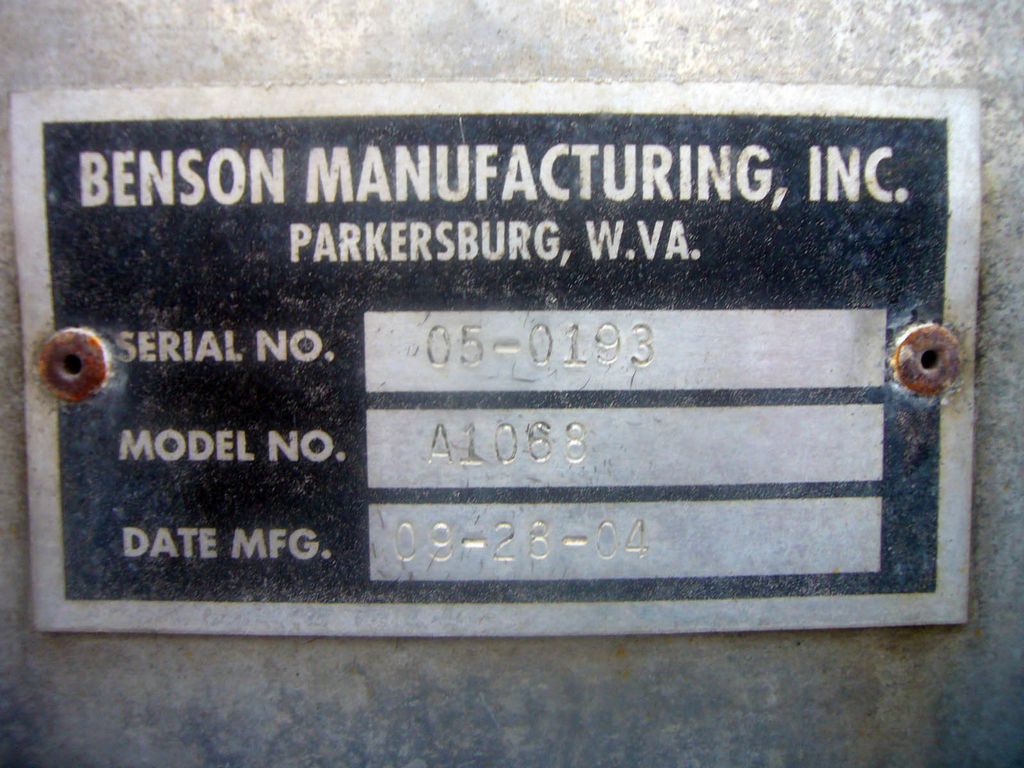 BENSON MANUFACTURING, INC.
PARKERSBURG, W.VA.
SERIAL NO. 05-0193
MODEL NO. A1068
DATE MFG. 09-28-04